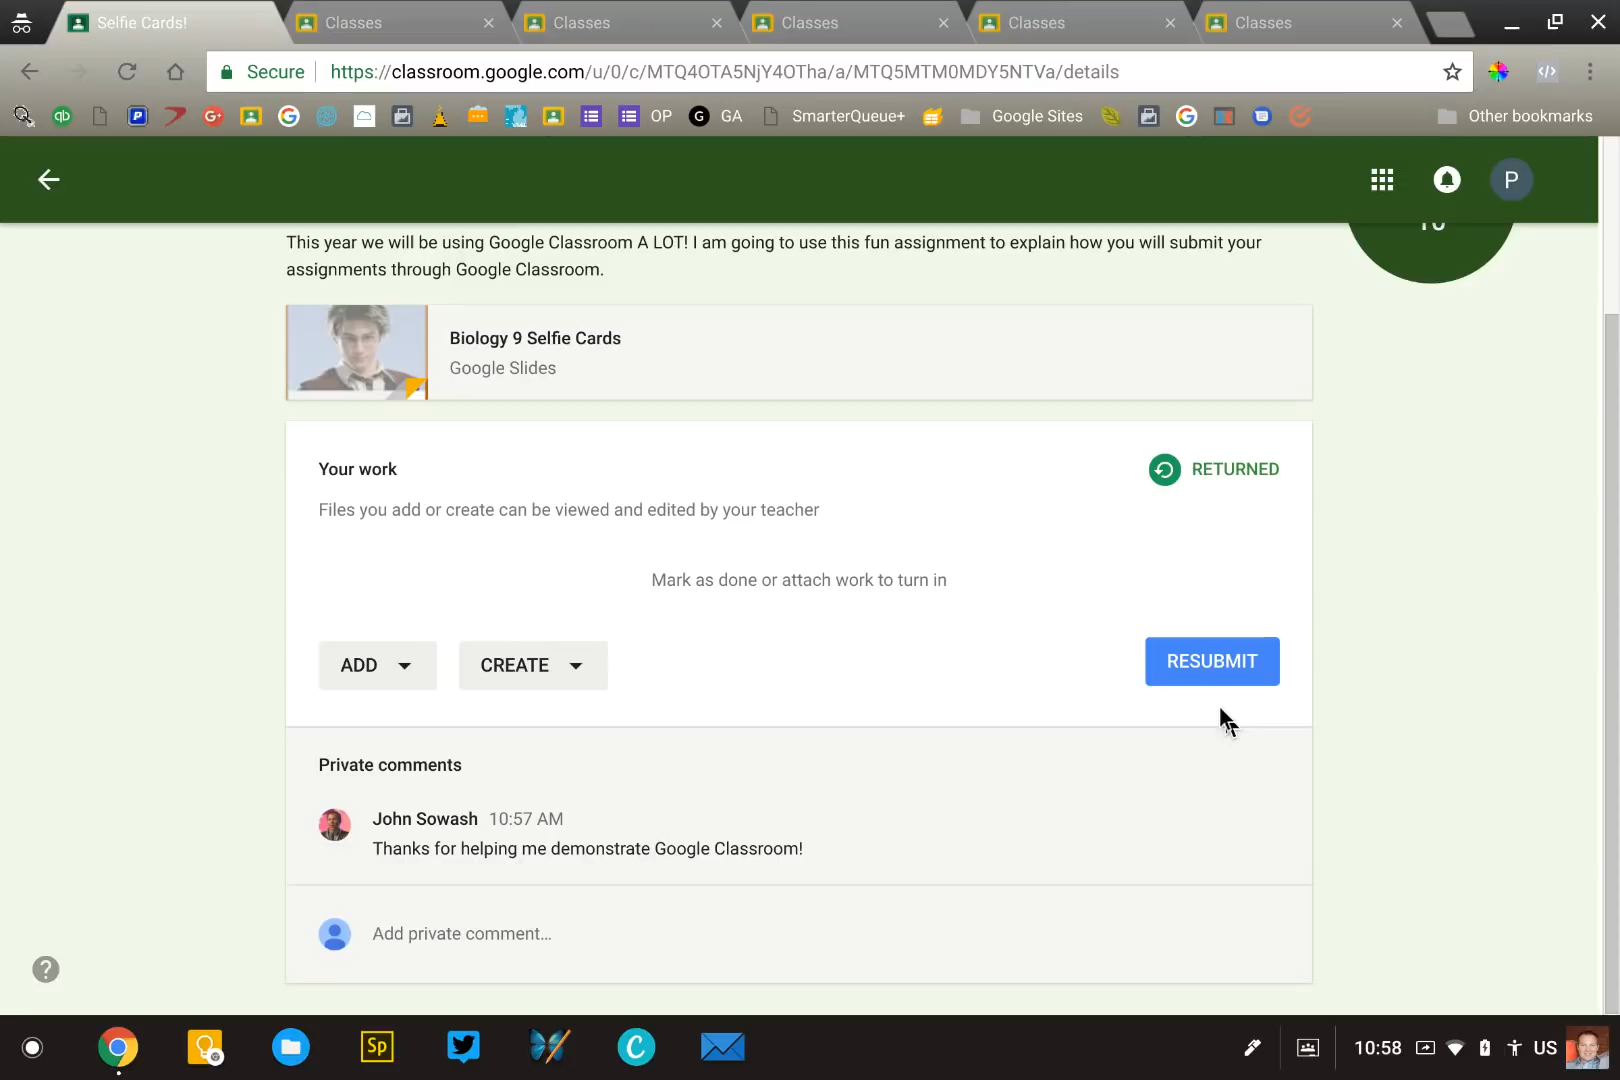 Selfie Cards!
Classes
Classes
Classes
Classes
Classes
Secure
https://classroom.google.com/u/0/c/MTQ4OTA5NjY4OTha/a/MTQ5MTM0MDY5NTVa/details
qb
P
G+
G
OP
G
GA
SmarterQueue+
Google Sites
G
Other bookmarks
P
This year we will be using Google Classroom A LOT! I am going to use this fun assignment to explain how you will submit your
assignments through Google Classroom.
Biology 9 Selfie Cards
Google Slides
Your work
RETURNED
Files you add or create can be viewed and edited by your teacher
Mark as done or attach work to turn in
ADD
CREATE
RESUBMIT
Private comments
John Sowash 10:57 AM
Thanks for helping me demonstrate Google Classroom!
Add private comment...
?
Sp
C
10:58
US